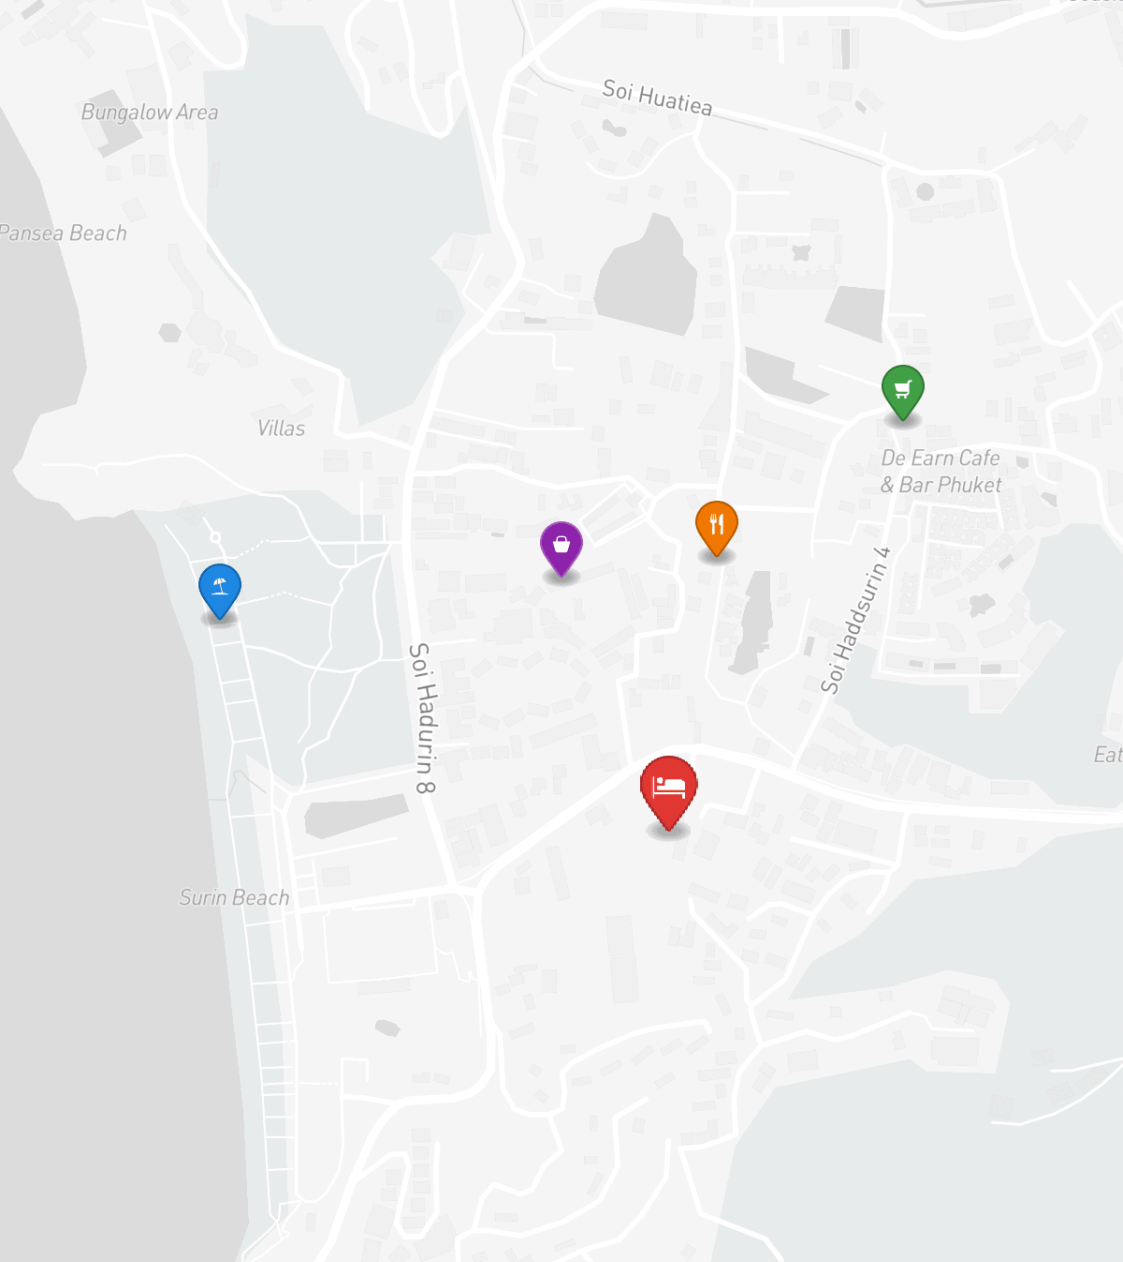 Soi Huatiea
Bungalow Area
Pansea Beach
Villas
De Earn Cafe
& Bar Phuket
Soi Haddsurin 4
Soi Hadurin 8
Surin Beach